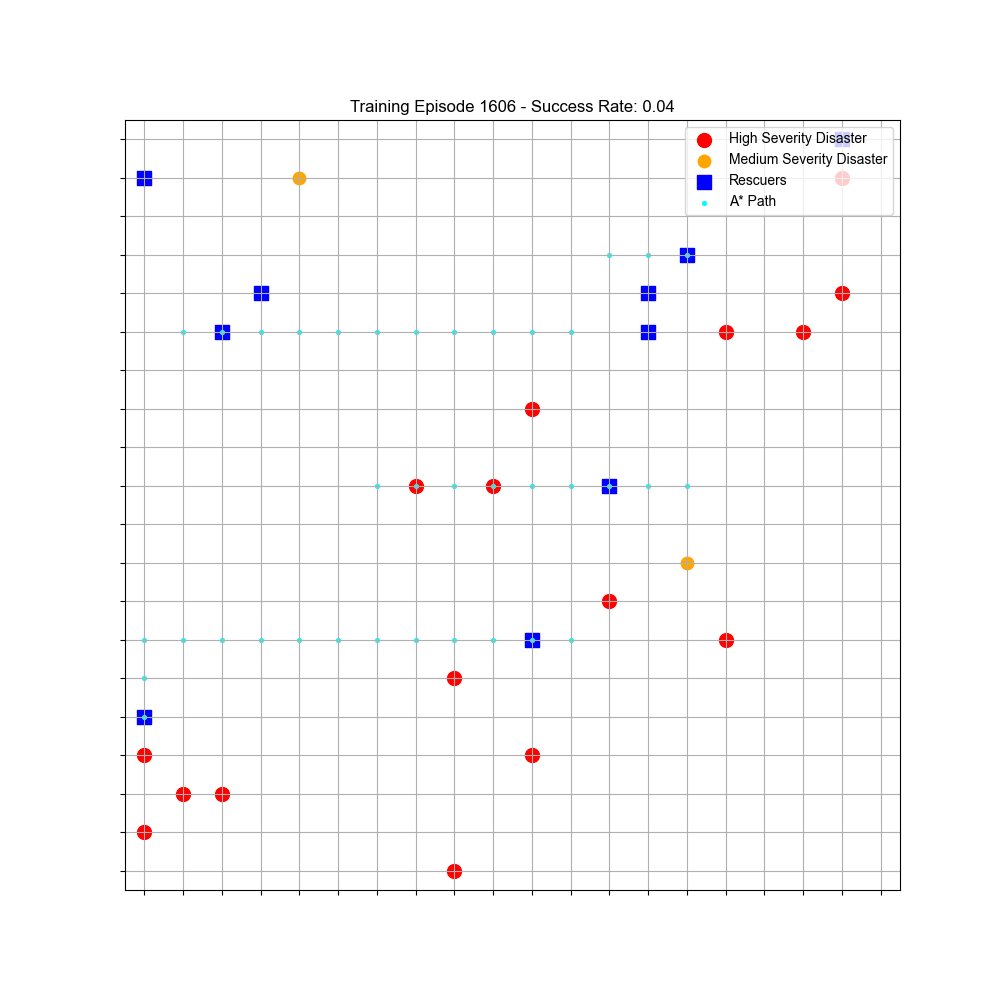 Training Episode 1606 - Success Rate: 0.04
High Severity Disaster
Medium Severity Disaster
Rescuers
A* Path